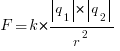 F = k × |q₁| × |q₂| / r²